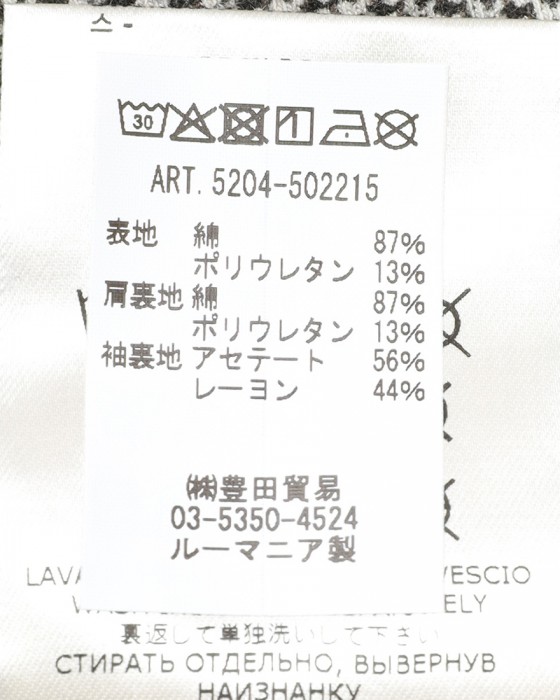 스 -
30
ART. 5204-502215
表地 綿 87%
ポリウレタン 13%
肩裏地 綿 87%
ポリウレタン 13%
袖裏地 アセテート 56%
レーヨン 44%
㈱豊田貿易
03-5350-4524
ルーマニア製
裏返して単独洗いして下さい
СТИРАТЬ ОТДЕЛЬНО, ВЫВЕРНУВ
НАИЗНАНКУ